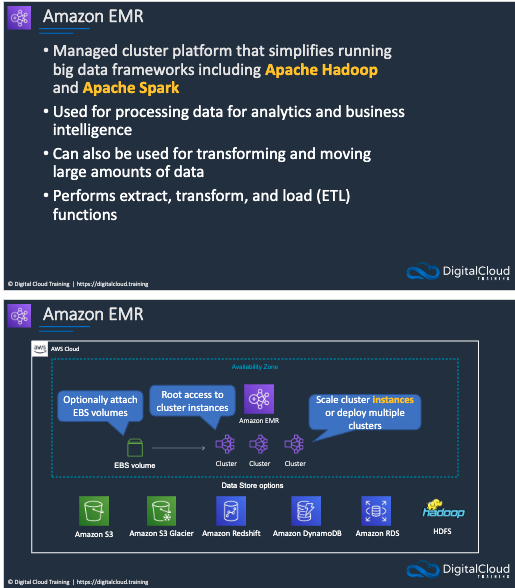 Amazon EMR
• Managed cluster platform that simplifies running
big data frameworks including Apache Hadoop
and Apache Spark
• Used for processing data for analytics and business
intelligence
• Can also be used for transforming and moving
large amounts of data
• Performs extract, transform, and load (ETL)
functions
DigitalCloud
TRAINING
© Digital Cloud Training | https://digitalcloud.training
Amazon EMR
aws
AWS Cloud
Availability Zone
Optionally attach
EBS volumes
Root access to
cluster instances
Amazon EMR
Scale cluster instances
or deploy multiple
clusters
EBS volume
Cluster
Cluster
Cluster
Data Store options
Amazon S3
Amazon S3 Glacier
Amazon Redshift
Amazon DynamoDB
Amazon RDS
hadoop
HDFS
DigitalCloud
TRAINING
© Digital Cloud Training | https://digitalcloud.training